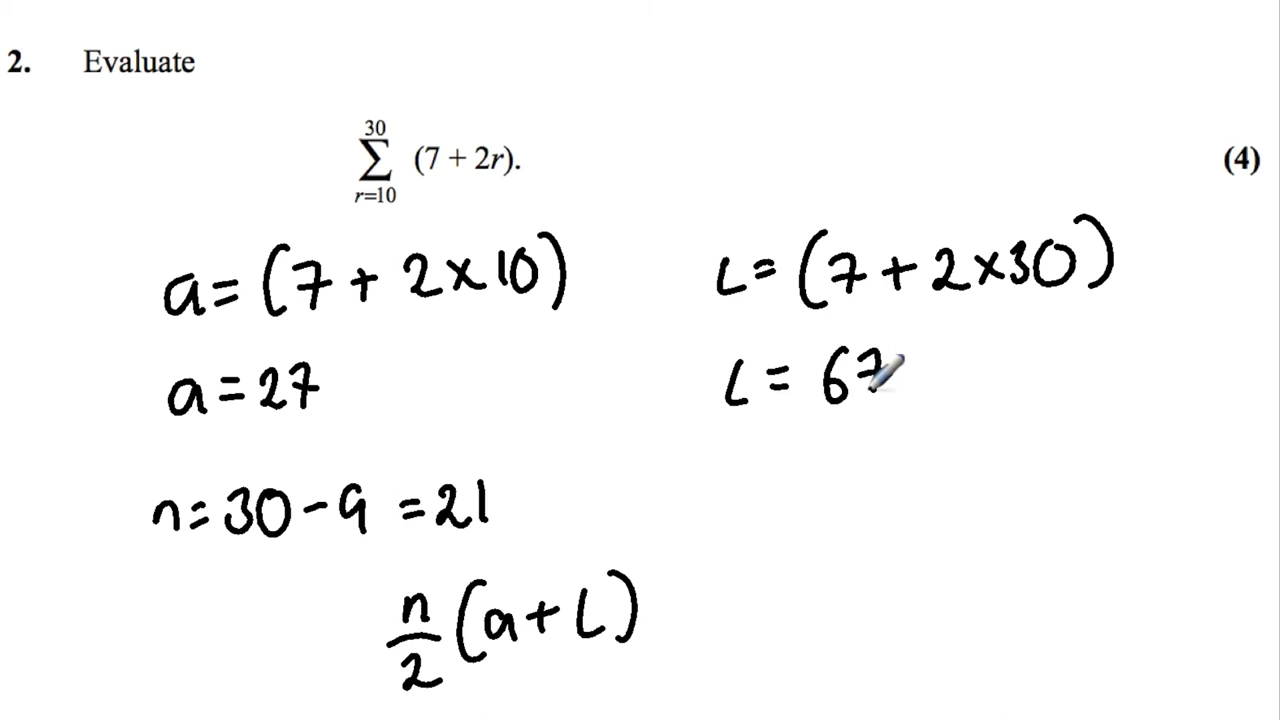 2. Evaluate
30
∑ (7 + 2r). (4)
r=10
a = (7 + 2 × 10) L = (7 + 2 × 30)
a = 27 L = 67
n = 30 - 9 = 21
n/2 (a + L)